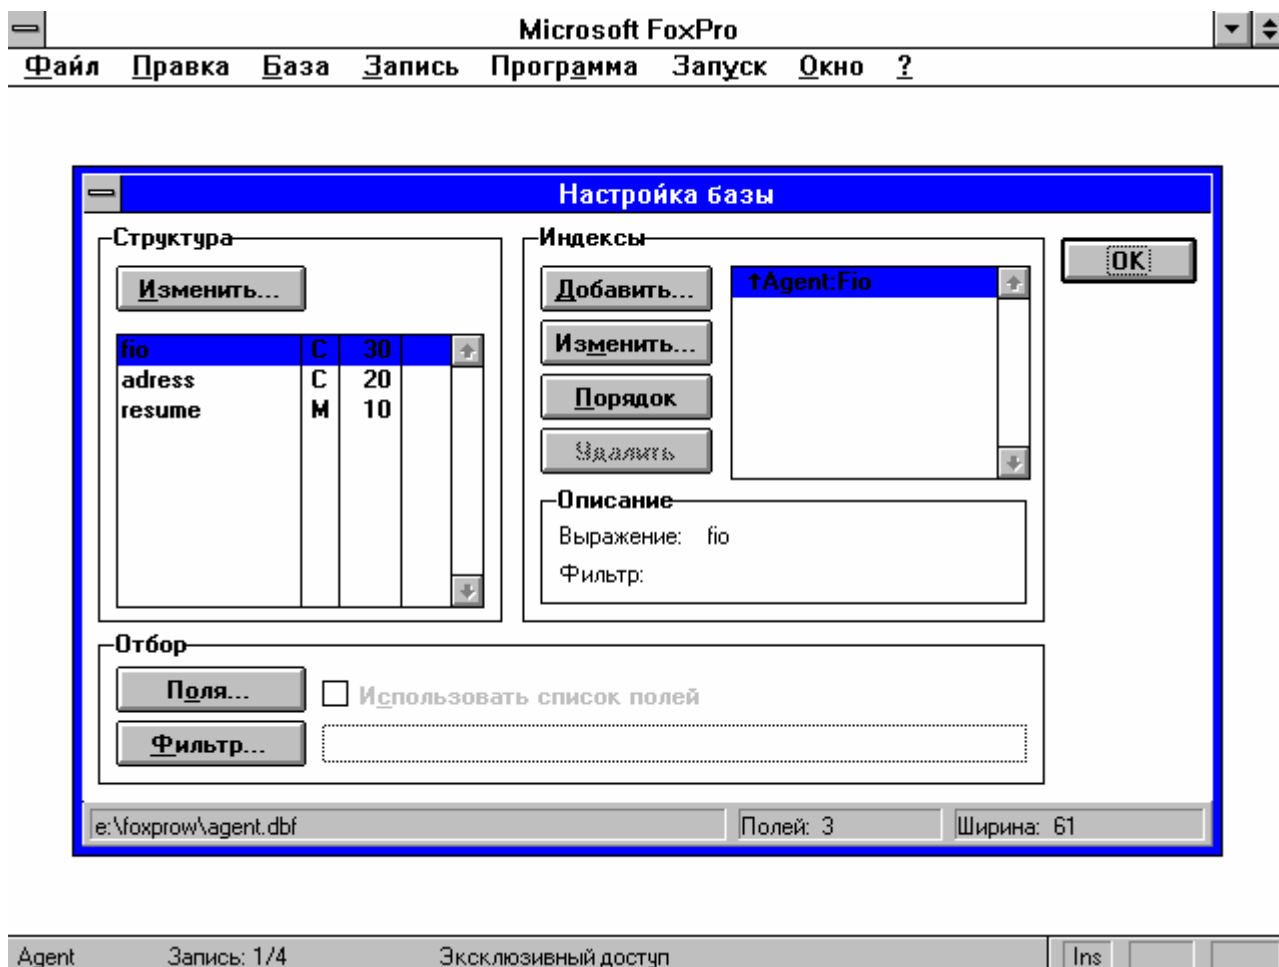 Microsoft FoxPro
Файл Правка База Запись Программа Запуск Окно ?
Настройка базы
Структура
Изменить...
fio C 30
adress C 20
resume M 10
Индексы
Добавить...
Изменить...
Порядок
Удалить
↑Agent:Fio
Описание
Выражение: fio
Фильтр:
OK
Отбор
Поля... Использовать список полей
Фильтр...
e:\foxprow\agent.dbf Полей: 3 Ширина: 61
Agent Запись: 1/4 Эксклюзивный доступ Ins